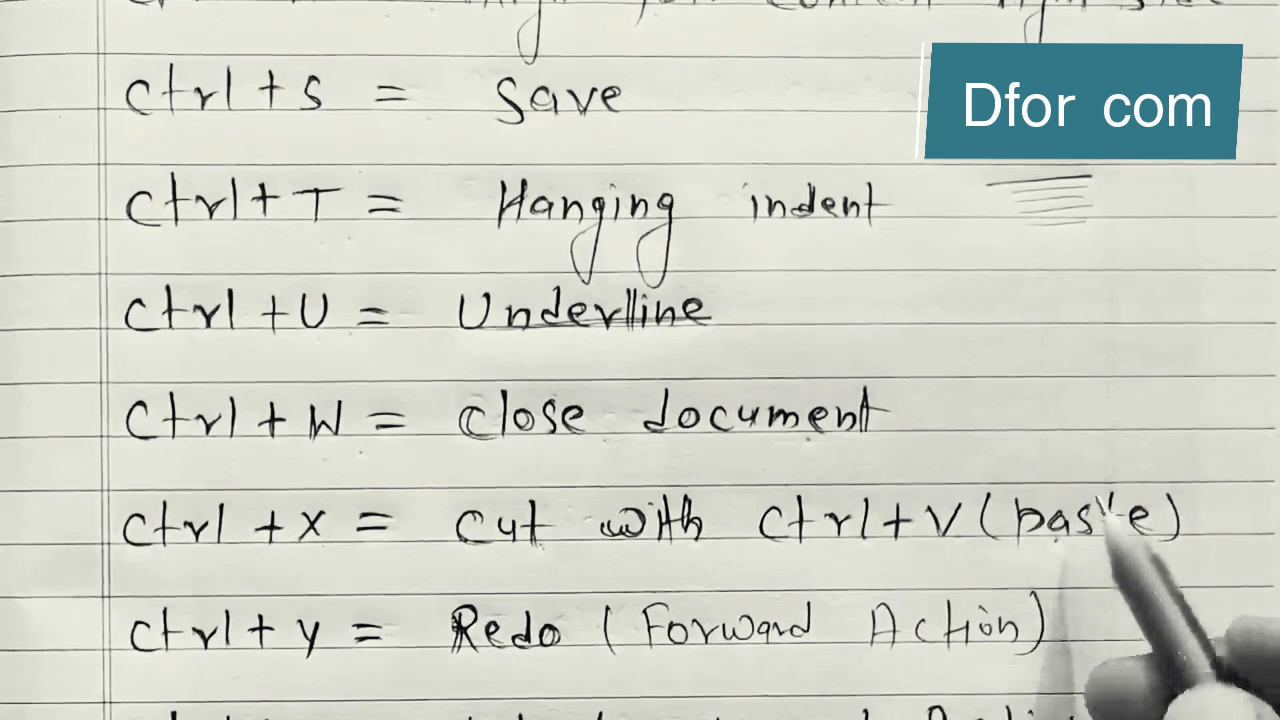 Ctrl + S = Save
Dfor com
Ctrl + T = Hanging indent
Ctrl + U = Underline
Ctrl + W = Close document
Ctrl + X = Cut with Ctrl + V (paste)
Ctrl + y = Redo (Forward Action)